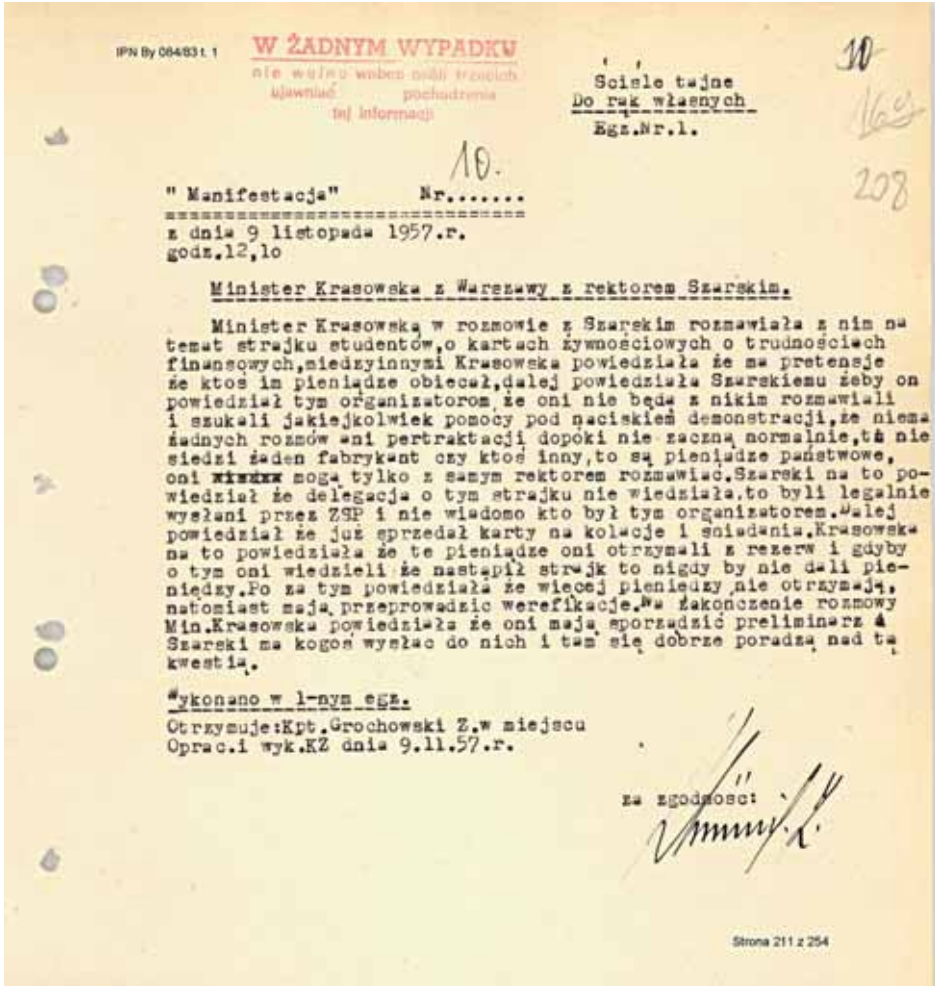 IPN By 084/83 t. 1
W ŻADNYM WYPADKU
nie wolno wobec osób trzecich
ujawniać pochodzenia
tej informacji
10
169
208
Ściśle tajne
Do rąk własnych
Egz.Nr.1.
10.
" Manifestacja" Nr.......
==============================
z dnia 9 listopada 1957.r.
godz.12,10
Minister Krasowska z Warszawy z rektorem Szarskim.
Minister Krasowską w rozmowie z Szarskim rozmawiała z nim na
temat strajku studentów,o kartach żywnościowych o trudnościach
finansowych,miedzyinnymi Krasowska powiedziała że ma pretensje
że ktoś im pieniądze obiecał,dalej powiedziała Szarskiemu żeby on
powiedział tym organizatorom,że oni nie będą z nikim rozmawiali
i szukali jakiejkolwiek pomocy pod naciskiem demonstracji,że niema
żadnych rozmów ani pertraktacji dopóki nie zaczną normalnie,tu nie
siedzi żaden fabrykant czy ktoś inny,to są pieniądze państwowe,
oni mogą tylko z samym rektorem rozmawiać.Szarski na to po-
wiedział że delegacja o tym strajku nie wiedziała.to byli legalnie
wysłani przez ZSP i nie wiadomo kto był tym organizatorem.Dalej
powiedział że już sprzedał karty na kolacje i sniadania.Krasowska
na to powiedziała że te pieniądze oni otrzymali z rezerw i gdyby
o tym oni wiedzieli że nastąpił strajk to nigdy by nie dali pie-
niędzy.Po za tym powiedziała że więcej pieniędzy nie otrzymają,
natomiast mają przeprowadzic werefikacje.Na zakończenie rozmowy
Min.Krasowska powiedziała że oni mają sporządzić preliminarz a
Szarski ma kogoś wysłac do nich i tam się dobrze poradzą nad tą
kwestią.
Wykonano w 1-nym egz.
Otrzymuje:Kpt.Grochowski Z.w miejscu
Oprac.i wyk.KZ dnia 9.11.57.r.
za zgodność:
Strona 211 z 254